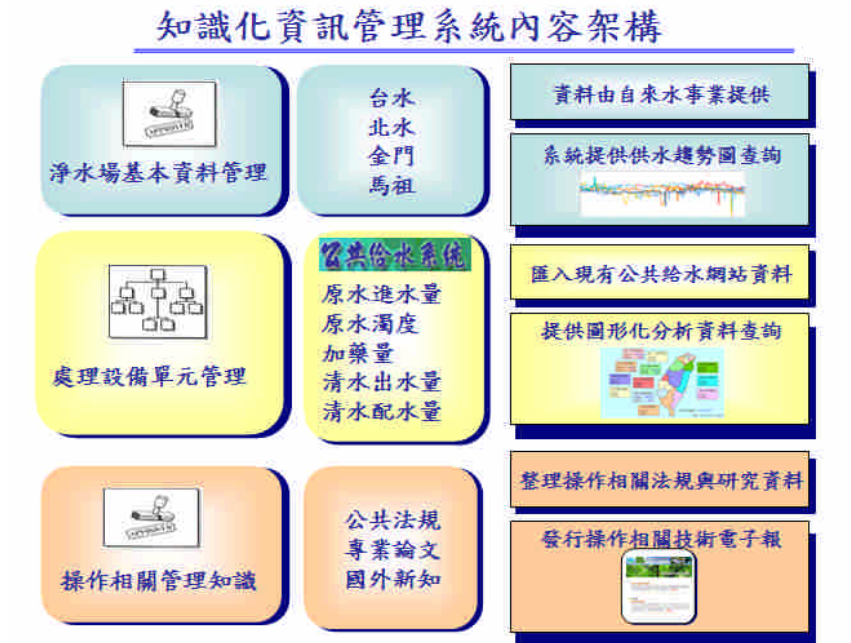 知識化資訊管理系統內容架構
APPROVED
淨水場基本資料管理
台水
北水
金門
馬祖
資料由自來水事業提供
系統提供供水趨勢圖查詢
處理設備單元管理
公共給水系統
原水進水量
原水濁度
加藥量
清水出水量
清水配水量
匯入現有公共給水網站資料
提供圖形化分析資料查詢
APPROVED
操作相關管理知識
公共法規
專業論文
國外新知
整理操作相關法規與研究資料
發行操作相關技術電子報